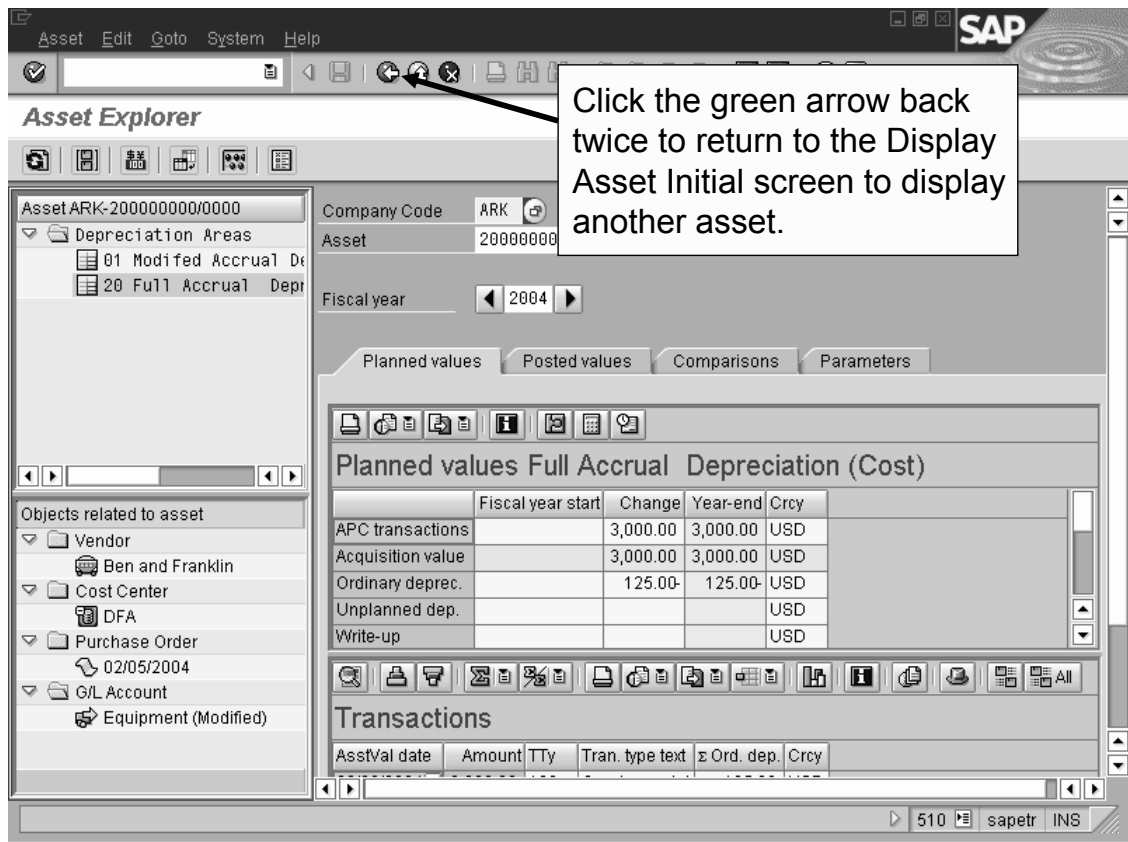 Asset Edit Goto System Help
SAP
Click the green arrow back
twice to return to the Display
Asset Initial screen to display
another asset.
Asset Explorer
Asset ARK-200000000/0000
Depreciation Areas
01 Modifed Accrual De
20 Full Accrual Depr
Company Code ARK
Asset 20000000
Fiscal year 2004
Planned values Posted values Comparisons Parameters
Planned values Full Accrual Depreciation (Cost)
Fiscal year start Change Year-end Crcy
APC transactions 3,000.00 3,000.00 USD
Acquisition value 3,000.00 3,000.00 USD
Ordinary deprec. 125.00- 125.00- USD
Unplanned dep. USD
Write-up USD
Objects related to asset
Vendor
Ben and Franklin
Cost Center
DFA
Purchase Order
02/05/2004
G/L Account
Equipment (Modified)
All
Transactions
AsstVal date Amount TTy Tran. type text Σ Ord. dep. Crcy
510 sapetr INS